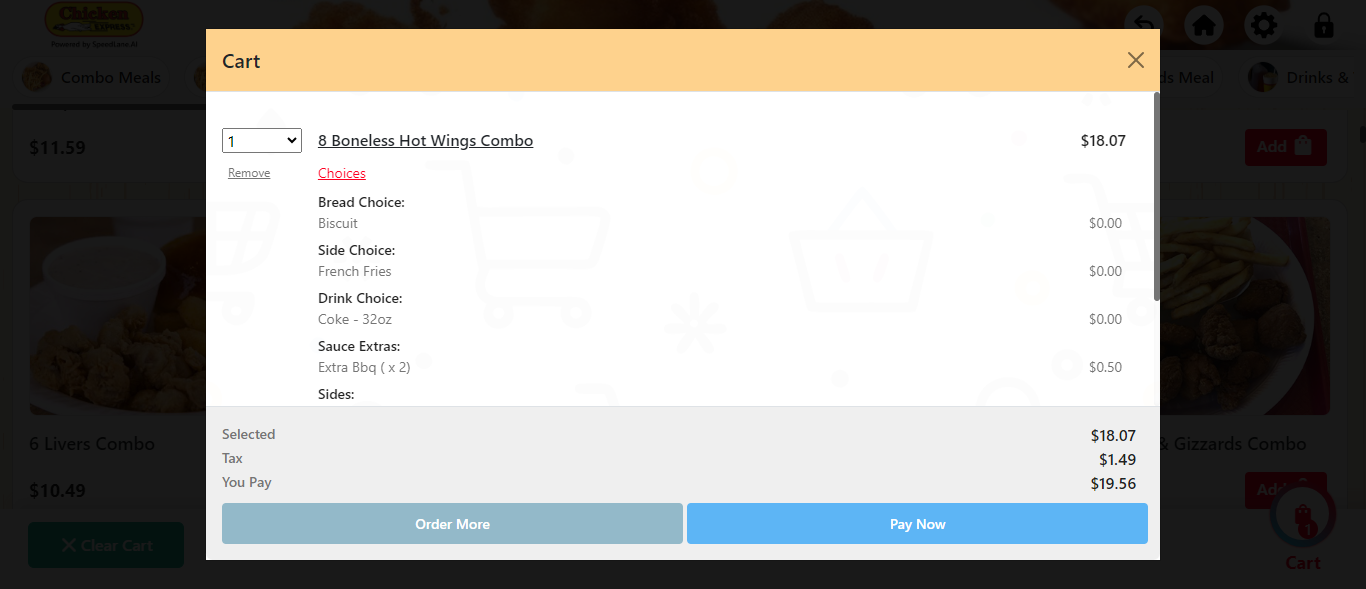 Chicken
EXPRESS
Powered by SpeedLane.AI
Combo Meals
ds Meal
Drinks &
$11.59
Add
6 Livers Combo
& Gizzards Combo
$10.49
Add
Clear Cart
1
Cart
Cart
1
8 Boneless Hot Wings Combo
$18.07
Remove
Choices
Bread Choice:
Biscuit
$0.00
Side Choice:
French Fries
$0.00
Drink Choice:
Coke - 32oz
$0.00
Sauce Extras:
Extra Bbq ( x 2)
$0.50
Sides:
Selected
$18.07
Tax
$1.49
You Pay
$19.56
Order More
Pay Now